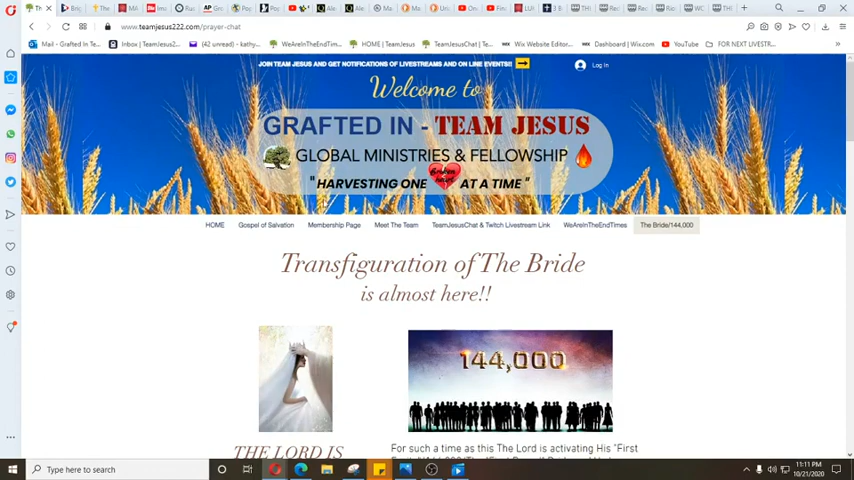 www.teamjesus222.com/prayer-chat
Mail - Grafted In Te...
Inbox | TeamJesus2...
(42 unread) - kathy...
WeAreInTheEndTim...
HOME | TeamJesus
TeamJesusChat | Te...
Wix Website Editor...
Dashboard | Wix.com
YouTube
FOR NEXT LIVESTR...
JOIN TEAM JESUS AND GET NOTIFICATIONS OF LIVESTREAMS AND ON LINE EVENTS!!
Log In
Welcome to
GRAFTED IN - TEAM JESUS
GLOBAL MINISTRIES & FELLOWSHIP
"HARVESTING ONE Broken heart AT A TIME "
HOME
Gospel of Salvation
Membership Page
Meet The Team
TeamJesusChat & Twitch Livestream Link
WeAreInTheEndTimes
The Bride/144,000
Transfiguration of The Bride
is almost here!!
144,000
THE LORD IS
For such a time as this The Lord is activating His "First
Type here to search
11:11 PM
10/21/2020